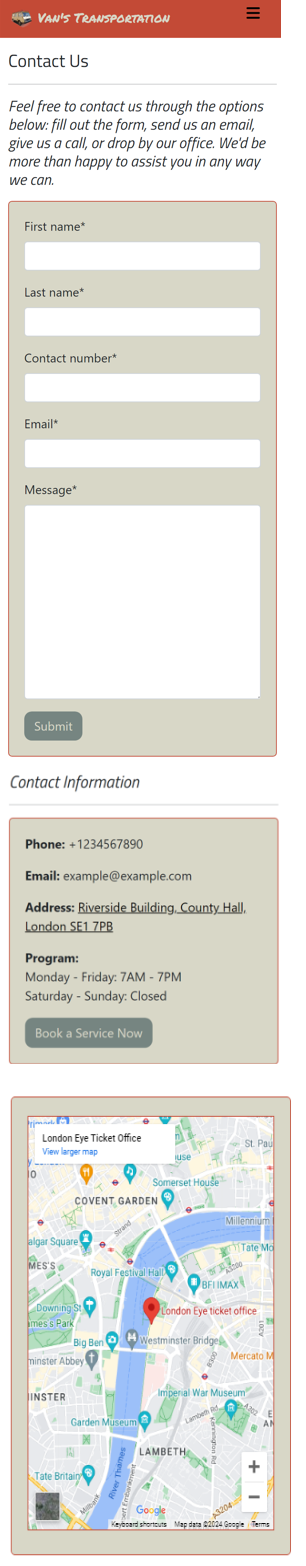 Van's Transportation
Contact Us
Feel free to contact us through the options
below: fill out the form, send us an email,
give us a call, or drop by our office. We'd be
more than happy to assist you in any way
we can.
First name*
Last name*
Contact number*
Email*
Message*
Submit
Contact Information
Phone: +1234567890
Email: example@example.com
Address: Riverside Building, County Hall,
London SE1 7PB
Program:
Monday - Friday: 7AM - 7PM
Saturday - Sunday: Closed
Book a Service Now
London Eye Ticket Office
View larger map
St. Pau
Somerset House
COVENT GARDEN
Strand
Millennium
algar Square
Tate Mo
MES'S
Royal Festival Hall
BFI IMAX
Downing St
ames's Park
London Eye ticket office
A301
Big Ben
Westminster Bridge
minster Abbey
B300
Mercato M
INSTER
Imperial War Museum
Garden Museum
Lambeth Rd
Kennington Rd
LAMBETH
Tate Britain
River Thames
Albert Embankment
Millbank
A3204
Google
Keyboard shortcuts Map data ©2024 Google Terms